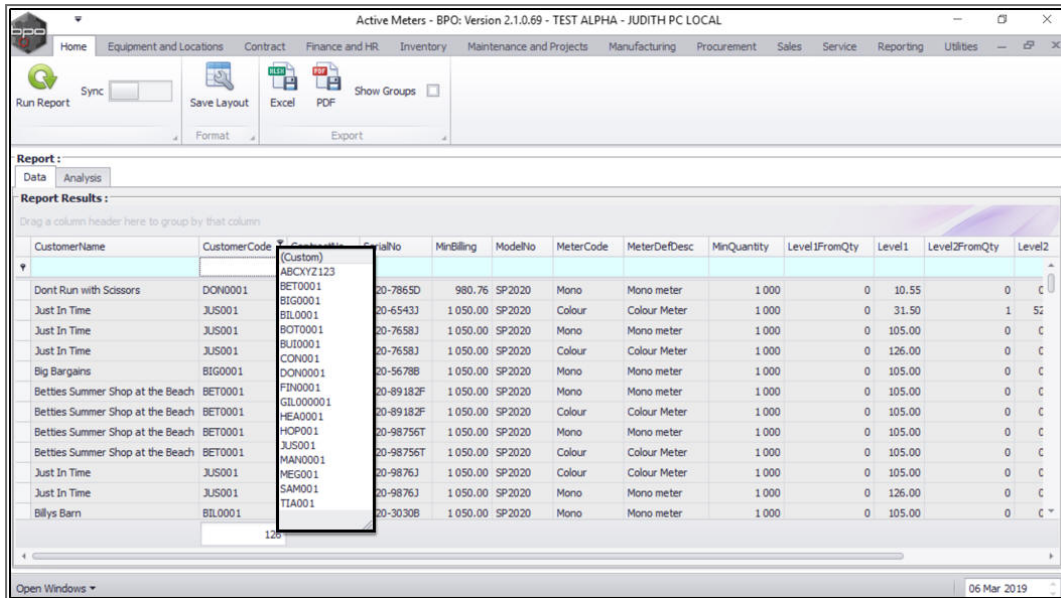 Active Meters - BPO: Version 2.1.0.69 - TEST ALPHA - JUDITH PC LOCAL
bpo
Home Equipment and Locations Contract Finance and HR Inventory Maintenance and Projects Manufacturing Procurement Sales Service Reporting Utilities
Run Report Sync Save Layout Excel PDF Show Groups
Format Export
Report :
Data Analysis
Report Results :
Drag a column header here to group by that column
CustomerName CustomerCode SerialNo MinBilling ModelNo MeterCode MeterDefDesc MinQuantity Level1FromQty Level1 Level2FromQty Level2
(Custom)
ABCXYZ123
BET0001
BIG0001
BIL0001
BOT0001
BUI0001
CON001
DON0001
FIN0001
GIL000001
HEA0001
HOP0001
JUS001
MAN0001
MEG001
SAM001
TIA001
Dont Run with Scissors DON0001 20-7865D 980.76 SP2020 Mono Mono meter 1 000 0 10.55 0
Just In Time JUS001 20-6543J 1 050.00 SP2020 Colour Colour Meter 1 000 0 31.50 1 52
Just In Time JUS001 20-7658J 1 050.00 SP2020 Mono Mono meter 1 000 0 105.00 0
Just In Time JUS001 20-7658J 1 050.00 SP2020 Colour Colour Meter 1 000 0 126.00 0
Big Bargains BIG0001 20-5678B 1 050.00 SP2020 Mono Mono meter 1 000 0 105.00 0
Betties Summer Shop at the Beach BET0001 20-89182F 1 050.00 SP2020 Mono Mono meter 1 000 0 105.00 0
Betties Summer Shop at the Beach BET0001 20-89182F 1 050.00 SP2020 Colour Colour Meter 1 000 0 105.00 0
Betties Summer Shop at the Beach BET0001 20-98756T 1 050.00 SP2020 Mono Mono meter 1 000 0 105.00 0
Betties Summer Shop at the Beach BET0001 20-98756T 1 050.00 SP2020 Colour Colour Meter 1 000 0 105.00 0
Just In Time JUS001 20-9876J 1 050.00 SP2020 Colour Colour Meter 1 000 0 105.00 0
Just In Time JUS001 20-9876J 1 050.00 SP2020 Mono Mono meter 1 000 0 126.00 0
Billys Barn BIL0001 20-3030B 1 050.00 SP2020 Mono Mono meter 1 000 0 105.00 0
126
Open Windows 06 Mar 2019